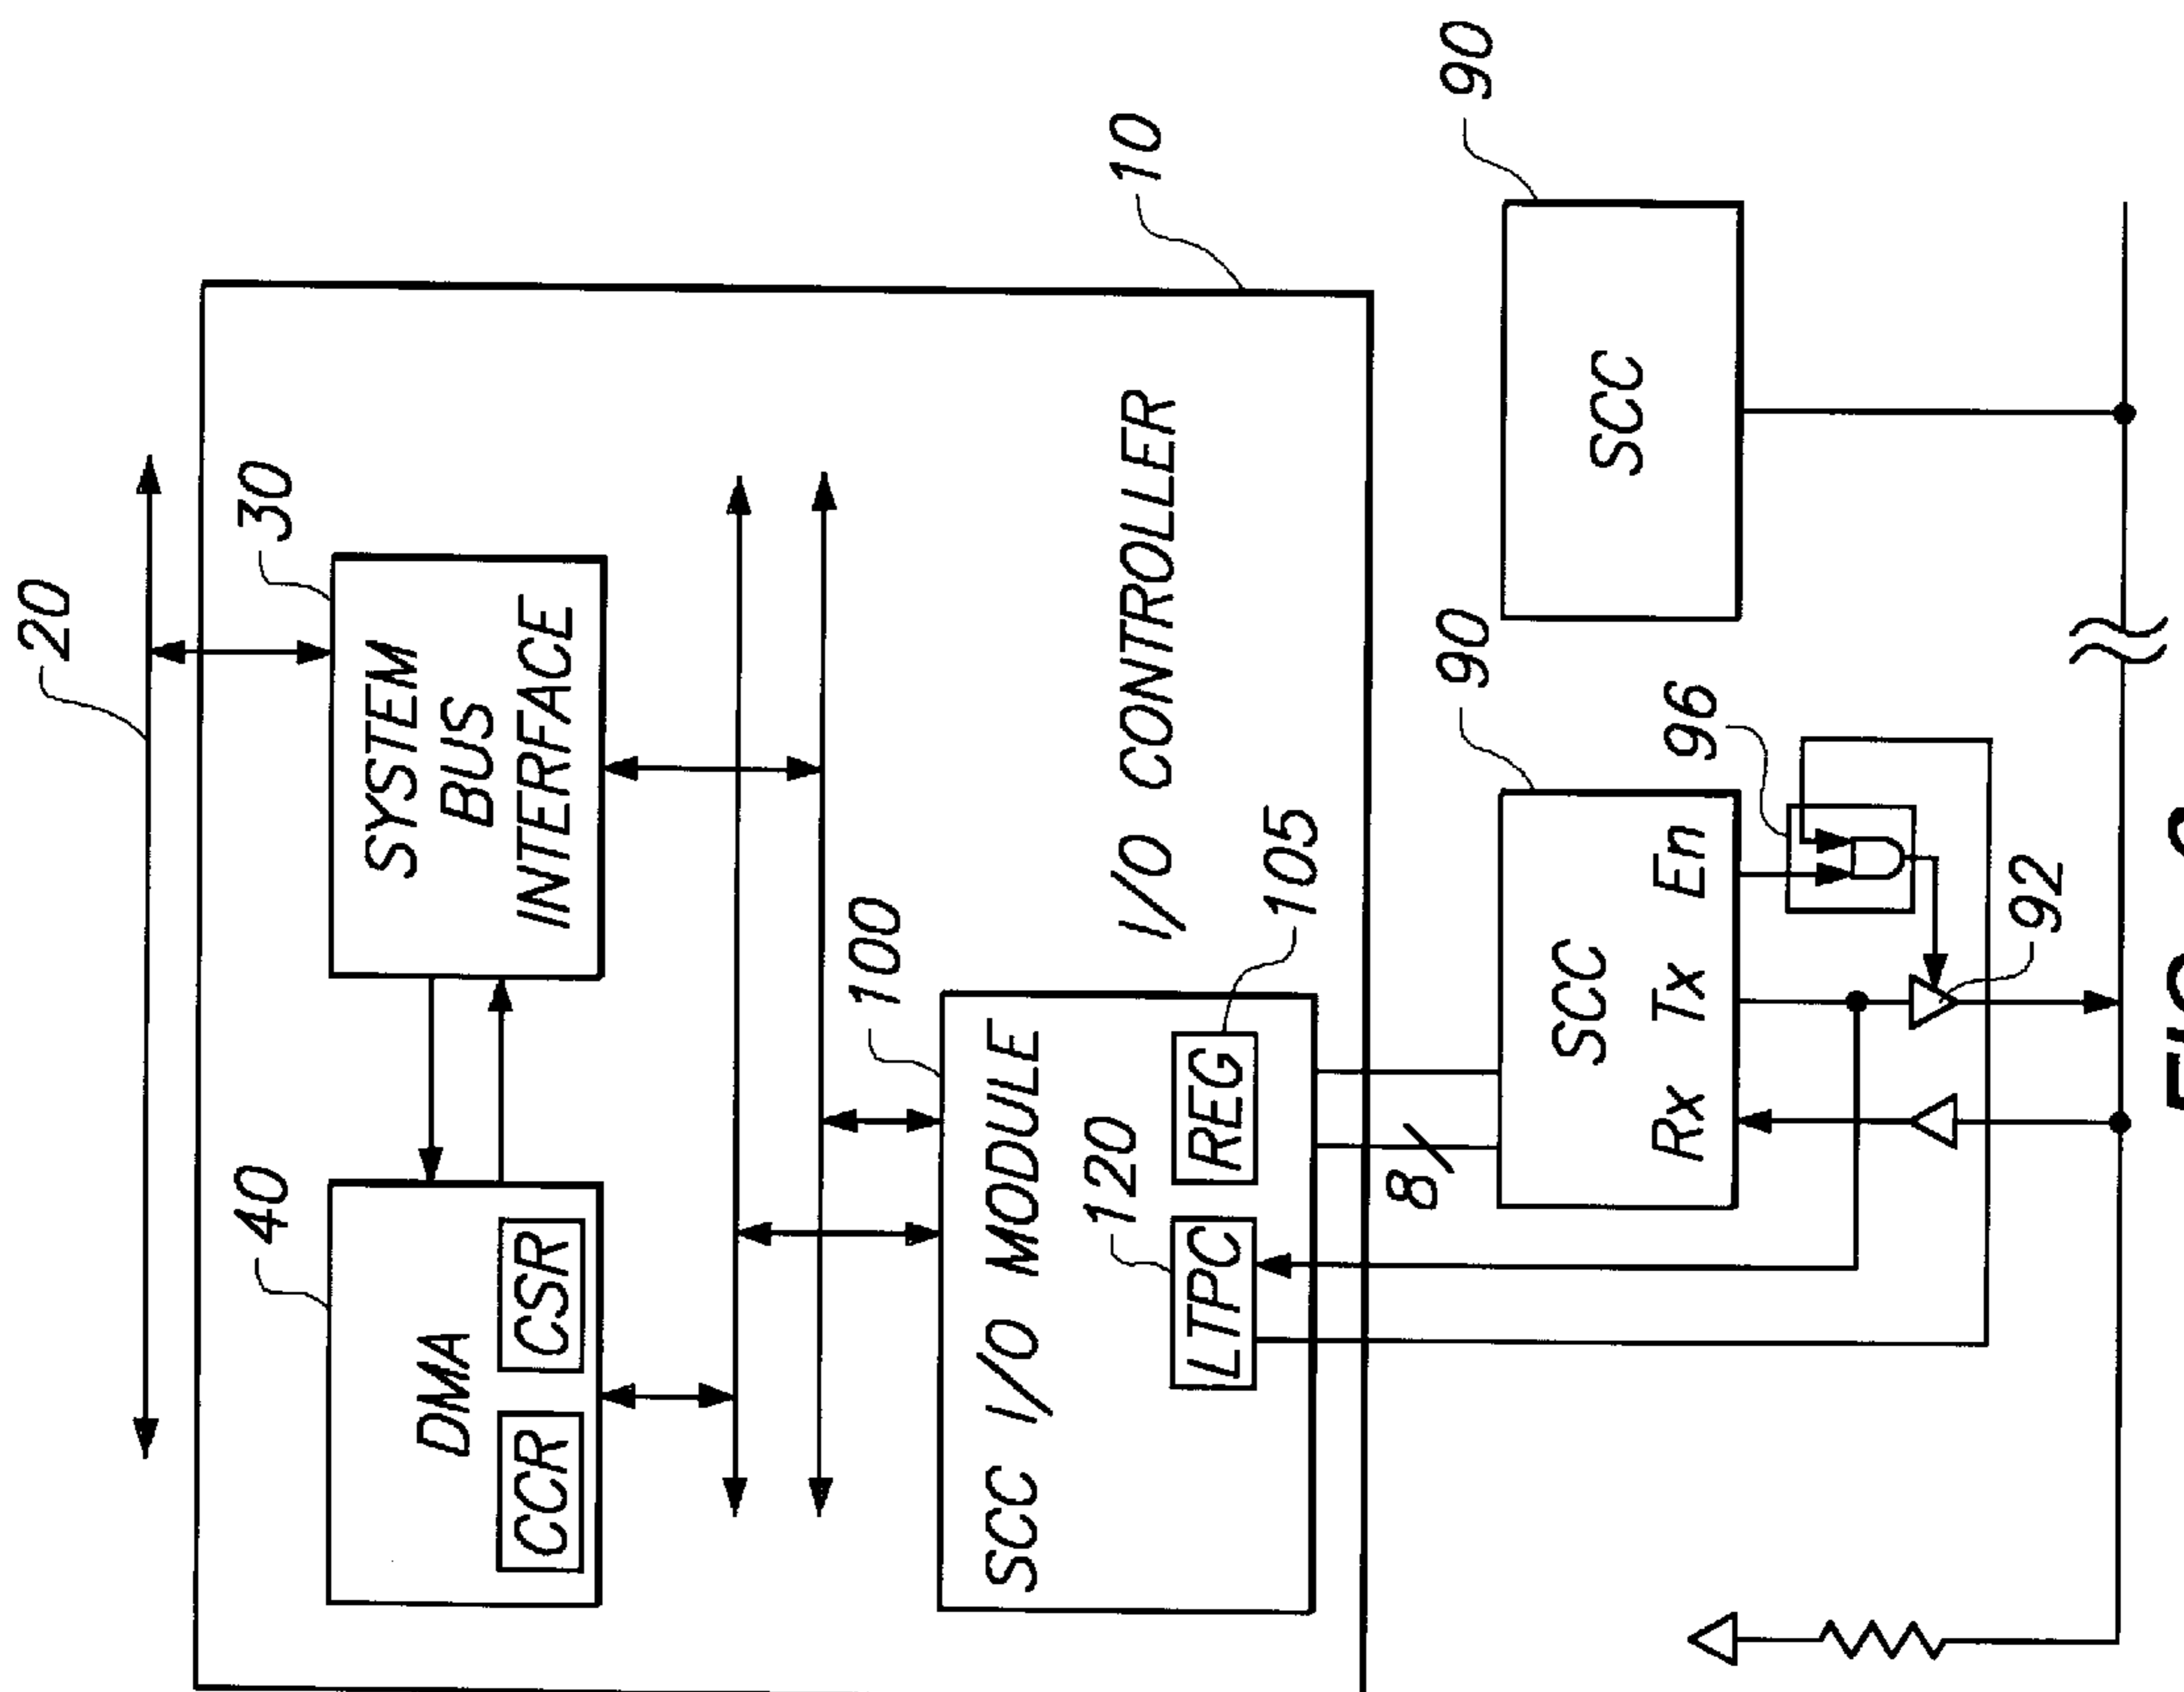 20
30
SYSTEM
BUS
INTERFACE
40
DMA
CCR
CSR
10
I/O CONTROLLER
100
SCC I/O MODULE
120
LTPC
105
REG
8
90
SCC
Rx Tx En
96
92
90
SCC